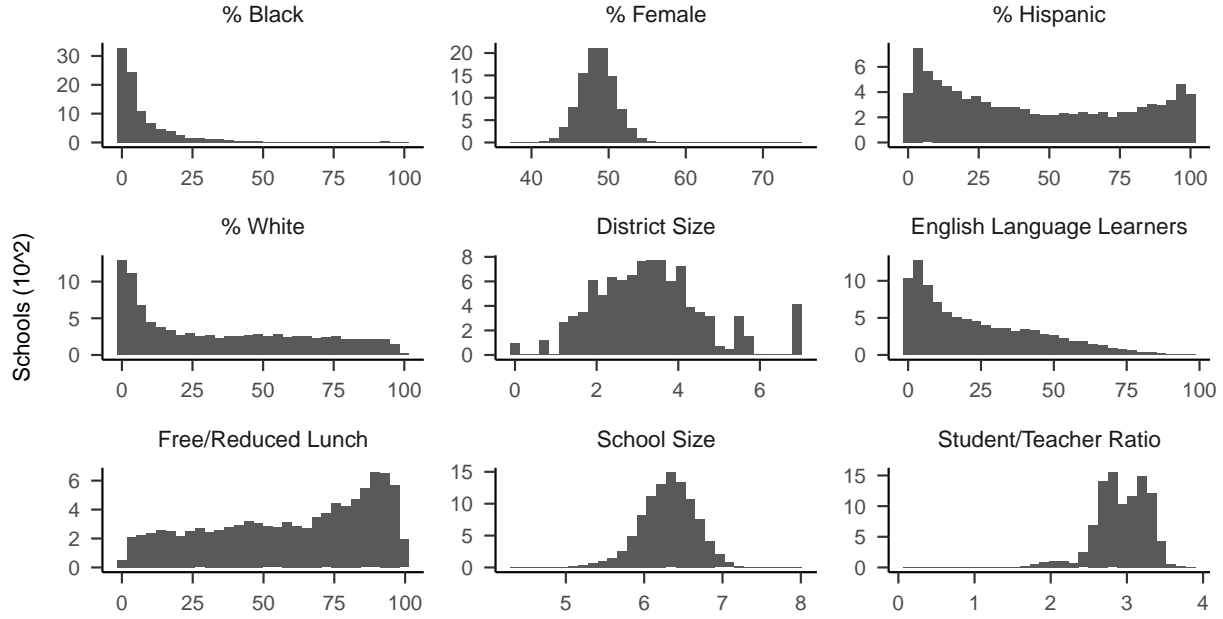 % Black
% Female
% Hispanic
30
20
10
0
20
15
10
5
0
6
4
2
0
0 25 50 75 100
40 50 60 70
0 25 50 75 100
% White
District Size
English Language Learners
Schools (10^2)
10
5
0
8
6
4
2
0
10
5
0
0 25 50 75 100
0 2 4 6
0 25 50 75 100
Free/Reduced Lunch
School Size
Student/Teacher Ratio
6
4
2
0
15
10
5
0
15
10
5
0
0 25 50 75 100
5 6 7 8
0 1 2 3 4